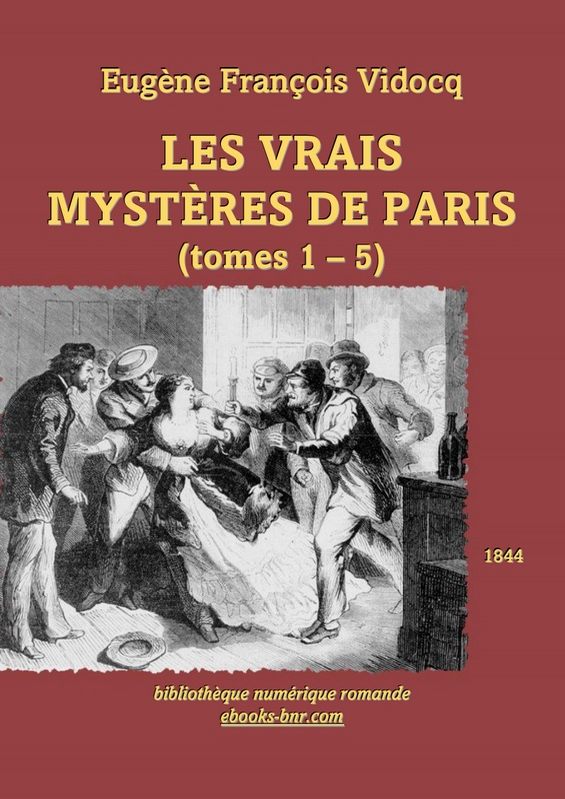 Eugène François Vidocq
LES VRAIS
MYSTÈRES DE PARIS
(tomes 1 – 5)
1844
bibliothèque numérique romande
ebooks-bnr.com